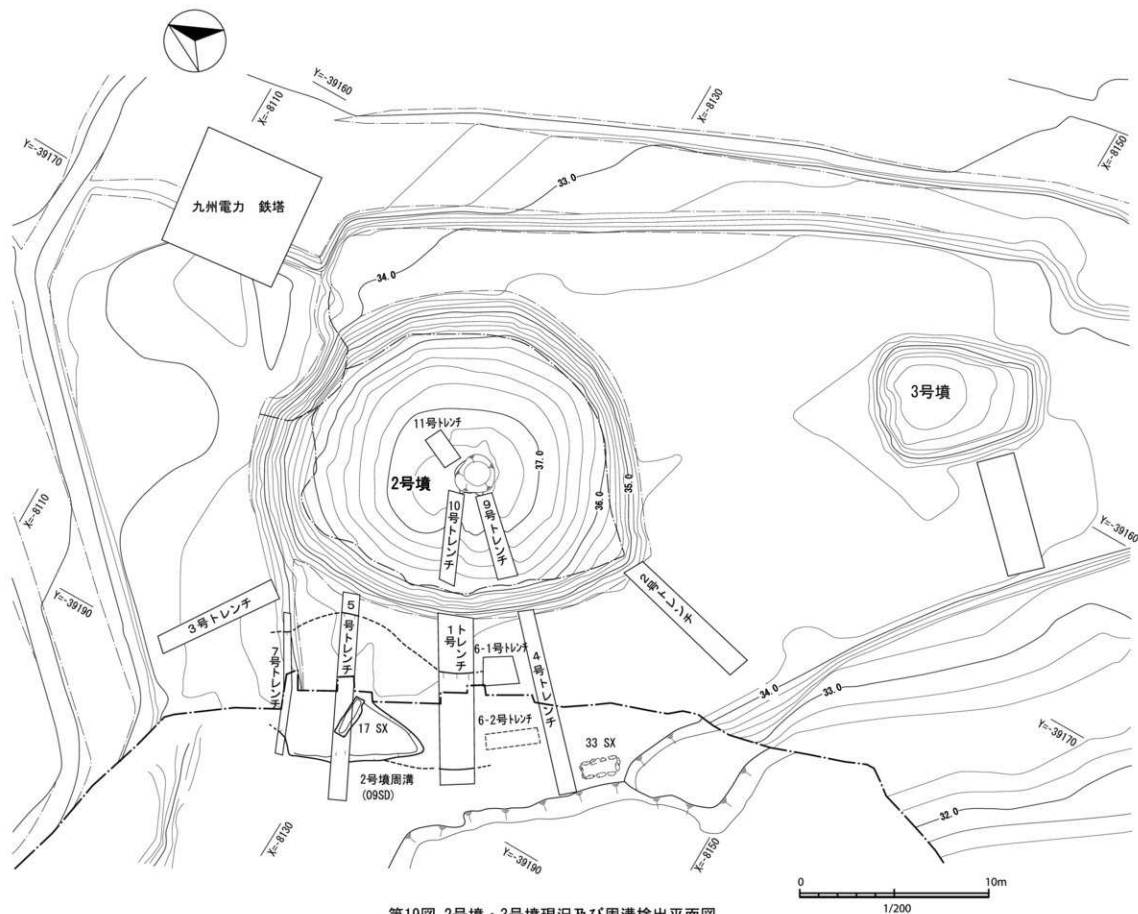 Y=-39160
X=-8110
X=-8130
Y=-39170
X=-8150
九州電力　鉄塔
33.0
34.0
3号墳
11号トレンチ
37.0
2号墳
36.0
35.0
10号トレンチ
9号トレンチ
X=-8110
Y=-39160
Y=-39190
3号トレンチ
5号トレンチ
1号トレンチ
2号トレンチ
6-1号トレンチ
4号トレンチ
7号トレンチ
34.0
33.0
17 SX
6-2号トレンチ
33 SX
Y=-39170
2号墳周溝
(09SD)
32.0
X=-8130
Y=-39190
X=-8150
0
10m
1/200
第19図 2号墳・3号墳現況及び周溝検出平面図